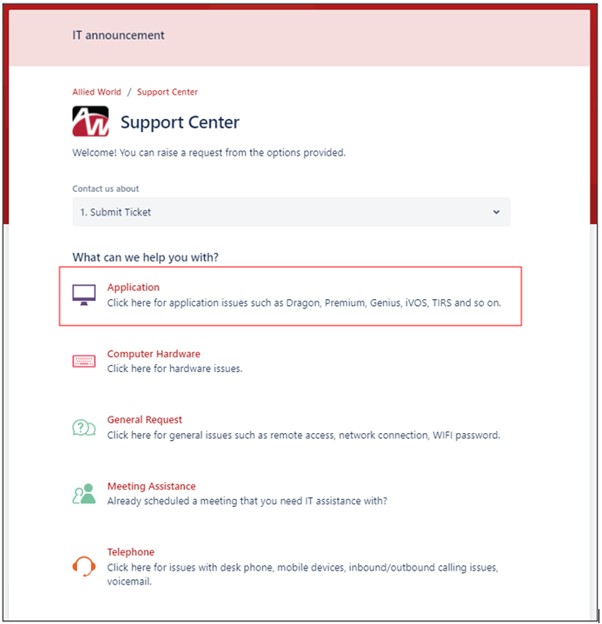 IT announcement
Allied World / Support Center
AW
Support Center
Welcome! You can raise a request from the options provided.
Contact us about
1. Submit Ticket
What can we help you with?
Application
Click here for application issues such as Dragon, Premium, Genius, iVOS, TIRS and so on.
Computer Hardware
Click here for hardware issues.
General Request
Click here for general issues such as remote access, network connection, WIFI password.
Meeting Assistance
Already scheduled a meeting that you need IT assistance with?
Telephone
Click here for issues with desk phone, mobile devices, inbound/outbound calling issues,
voicemail.